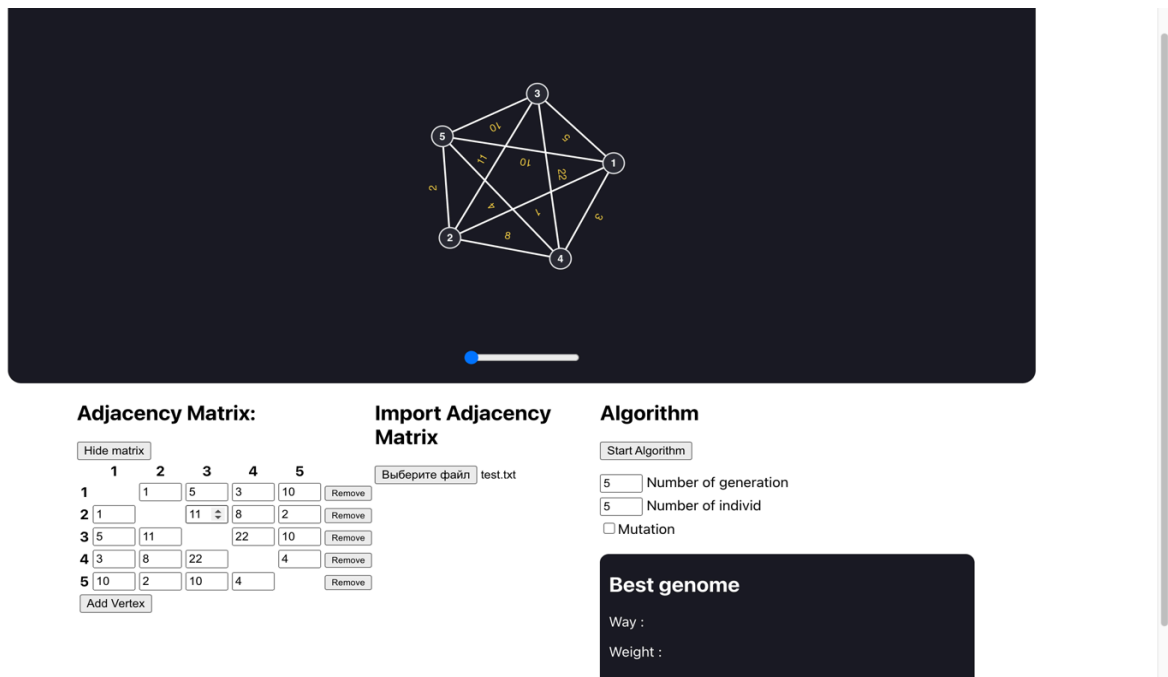 3
10
5
5
11
10
1
22
2
4
1
3
2
8
4
Adjacency Matrix:
Hide matrix
1 2 3 4 5
1 1 5 3 10 Remove
2 1 11 8 2 Remove
3 5 11 22 10 Remove
4 3 8 22 4 Remove
5 10 2 10 4 Remove
Add Vertex
Import Adjacency
Matrix
Выберите файл test.txt
Algorithm
Start Algorithm
5 Number of generation
5 Number of individ
Mutation
Best genome
Way :
Weight :